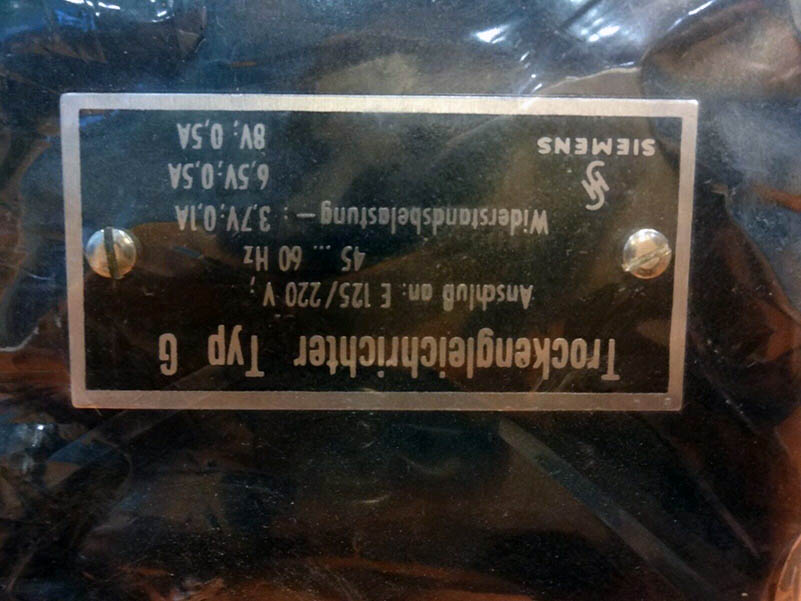 Trockengleichrichter Typ G
Anschluß an: E 125/220 V;
45 ... 60 Hz
Widerstandsbelastung — : 3,7V; 0,1A
6,5V; 0,5A
8V; 0,5A
SIEMENS